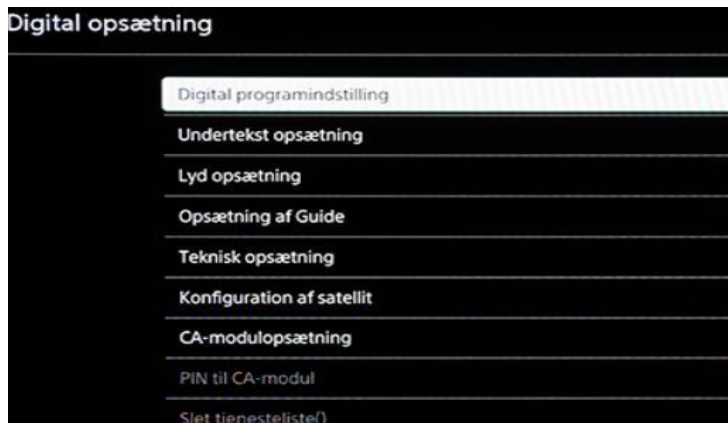 Digital opsætning
Digital programindstilling
Undertekst opsætning
Lyd opsætning
Opsætning af Guide
Teknisk opsætning
Konfiguration af satellit
CA-modulopsætning
PIN til CA-modul
Slet tjenesteliste()